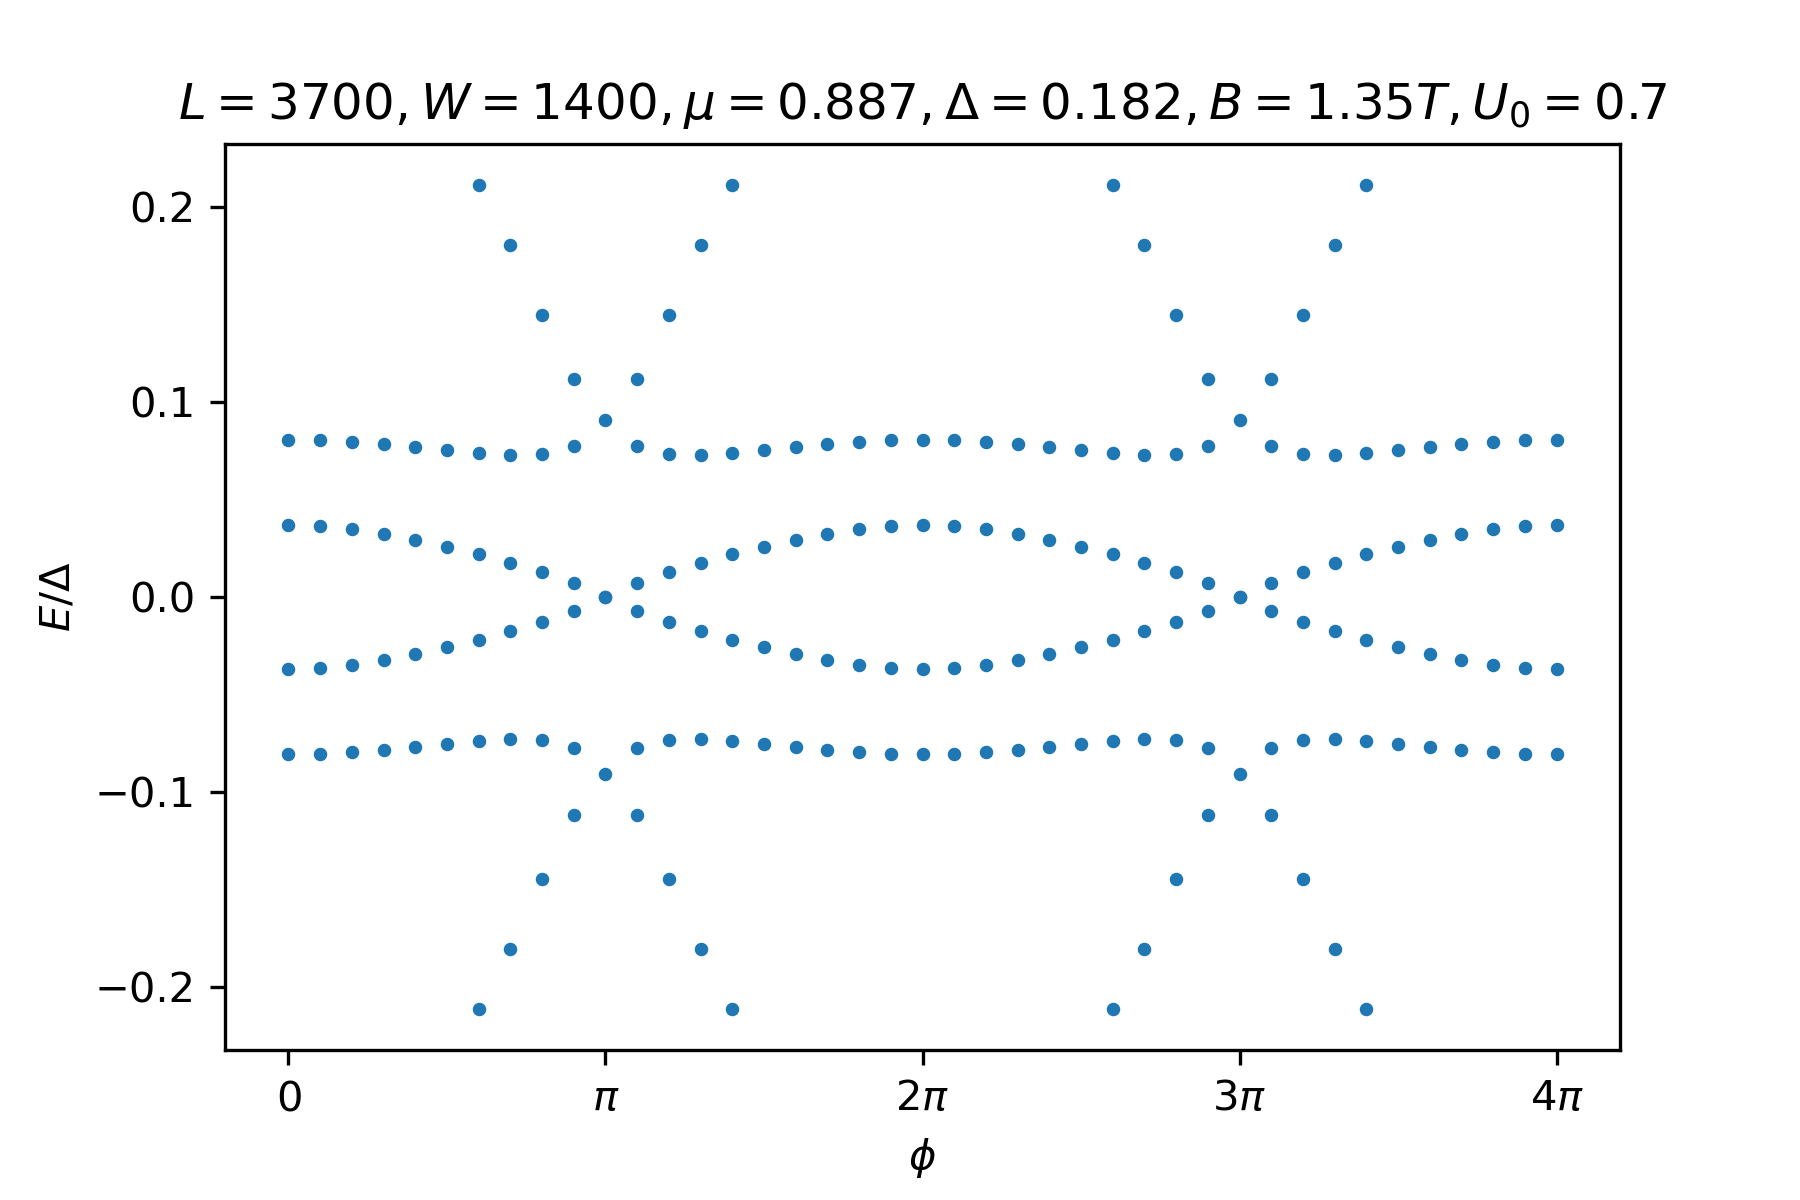 L = 3700, W = 1400, μ = 0.887, Δ = 0.182, B = 1.35T, U₀ = 0.7
0.2
0.1
0.0
−0.1
−0.2
E/Δ
0 π 2π 3π 4π
ϕ